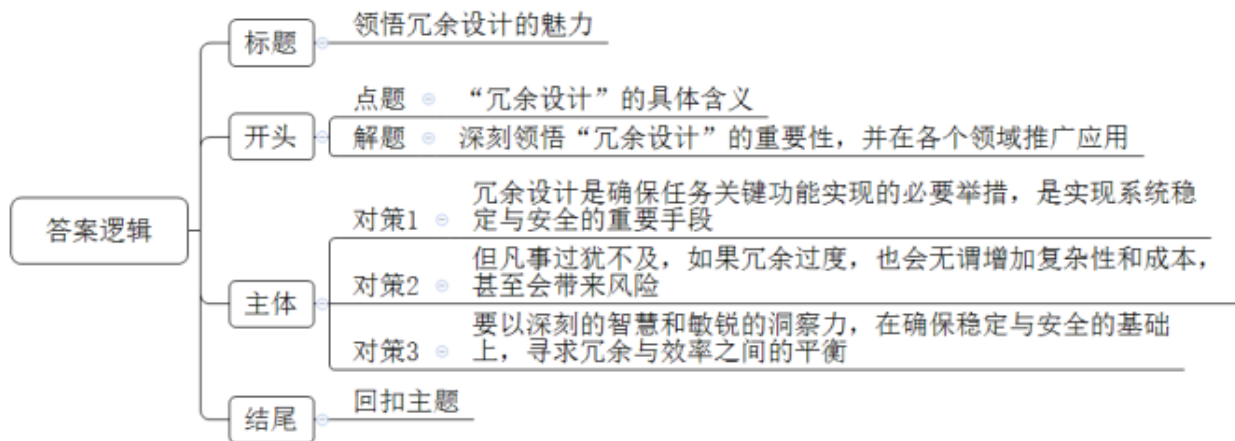 答案逻辑
标题
领悟冗余设计的魅力
开头
点题
“冗余设计”的具体含义
解题
深刻领悟“冗余设计”的重要性，并在各个领域推广应用
主体
对策1
冗余设计是确保任务关键功能实现的必要举措，是实现系统稳
定与安全的重要手段
对策2
但凡事过犹不及，如果冗余过度，也会无谓增加复杂性和成本，
甚至会带来风险
对策3
要以深刻的智慧和敏锐的洞察力，在确保稳定与安全的基础
上，寻求冗余与效率之间的平衡
结尾
回扣主题